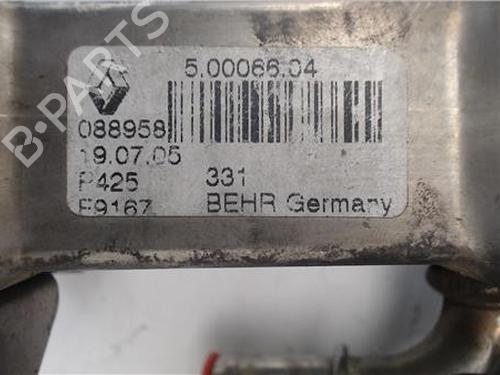 5.00066.04
088958
19.07.05
P425 331
F9167 BEHR Germany
B-PARTS